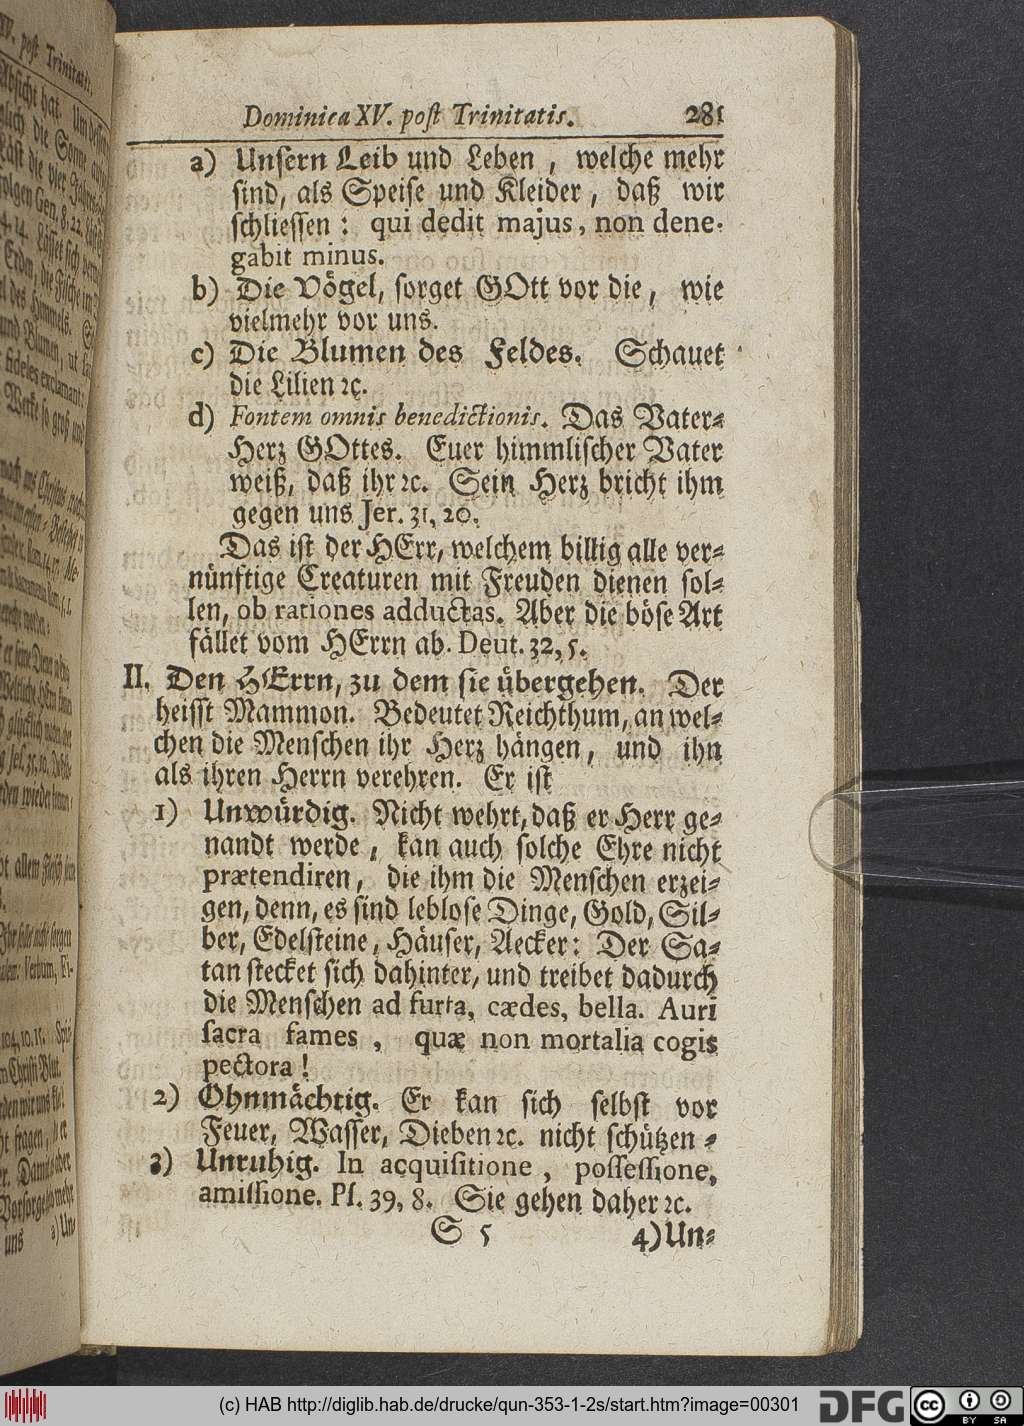 Dominica XV. post Trinitatis. 281
a) Unsern Leib und Leben, welche mehr
sind, als Speise und Kleider, daß wir
schliessen: qui dedit majus, non dene-
gabit minus.
b) Die Vögel, sorget GOtt vor die, wie
vielmehr vor uns.
c) Die Blumen des Feldes. Schauet
die Lilien ꝛc.
d) Fontem omnis benedictionis. Das Vater-
Herz GOttes. Euer himmlischer Vater
weiß, daß ihr ꝛc. Sein Herz bricht ihm
gegen uns Jer. 31, 20.
Das ist der HErr, welchem billig alle ver-
nünftige Creaturen mit Freuden dienen sol-
len, ob rationes adductas. Aber die böse Art
fället vom HErrn ab. Deut. 32, 5.
II. Den HErrn, zu dem sie übergehen. Der
heisst Mammon. Bedeutet Reichthum, an wel-
chen die Menschen ihr Herz hängen, und ihn
als ihren Herrn verehren. Er ist
1) Unwürdig. Nicht wehrt, daß er Herr ge-
nandt werde, kan auch solche Ehre nicht
prætendiren, die ihm die Menschen erzei-
gen, denn, es sind leblose Dinge, Gold, Sil-
ber, Edelsteine, Häuser, Aecker: Der Sa-
tan stecket sich dahinter, und treibet dadurch
die Menschen ad furta, cædes, bella. Auri
sacra fames, quæ non mortalia cogis
pectora!
2) Ohnmächtig. Er kan sich selbst vor
Feuer, Wasser, Dieben ꝛc. nicht schützen-
3) Unruhig. In acquisitione, possessione,
amissione. Ps. 39, 8. Sie gehen daher ꝛc.
S 5 4) Un-
(c) HAB http://diglib.hab.de/drucke/qun-353-1-2s/start.htm?image=00301
DFG
cc BY SA